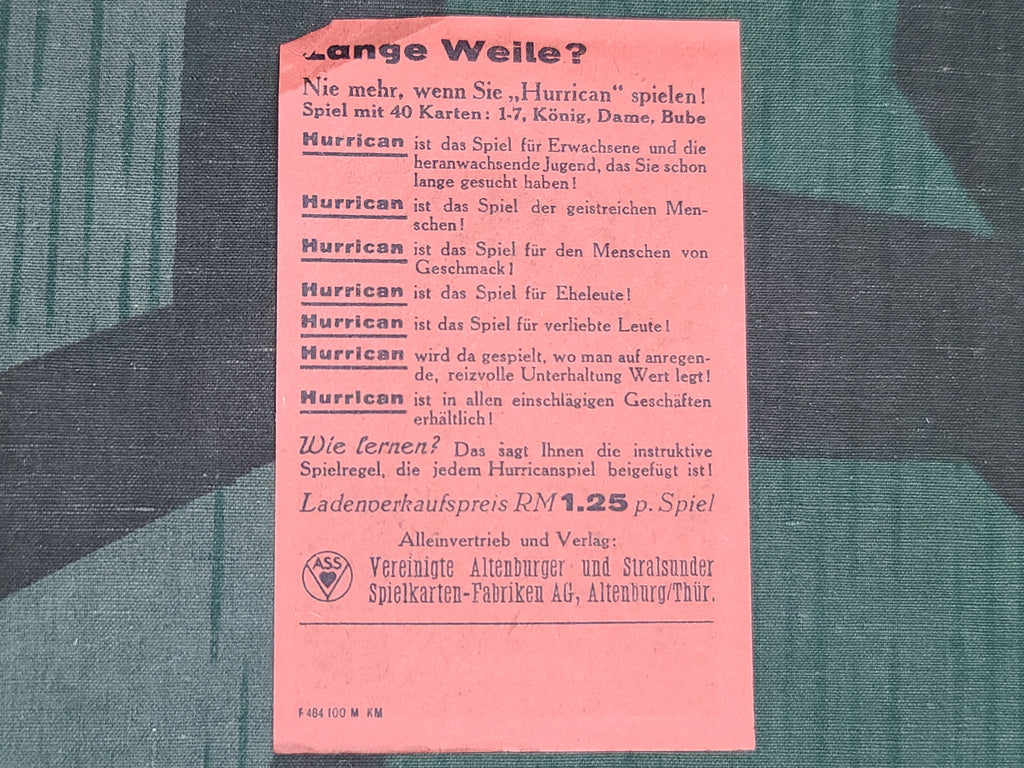 Lange Weile?
Nie mehr, wenn Sie „Hurrican“ spielen!
Spiel mit 40 Karten: 1-7, König, Dame, Bube
Hurrican ist das Spiel für Erwachsene und die
heranwachsende Jugend, das Sie schon
lange gesucht haben!
Hurrican ist das Spiel der geistreichen Men-
schen!
Hurrican ist das Spiel für den Menschen von
Geschmack!
Hurrican ist das Spiel für Eheleute!
Hurrican ist das Spiel für verliebte Leute!
Hurrican wird da gespielt, wo man auf anregen-
de, reizvolle Unterhaltung Wert legt!
Hurrican ist in allen einschlägigen Geschäften
erhältlich!
Wie lernen? Das sagt Ihnen die instruktive
Spielregel, die jedem Hurricanspiel beigefügt ist!
Ladenverkaufspreis RM 1.25 p. Spiel
Alleinvertrieb und Verlag:
ASS Vereinigte Altenburger und Stralsunder
Spielkarten-Fabriken AG, Altenburg/Thür.
F 484 100 M KM